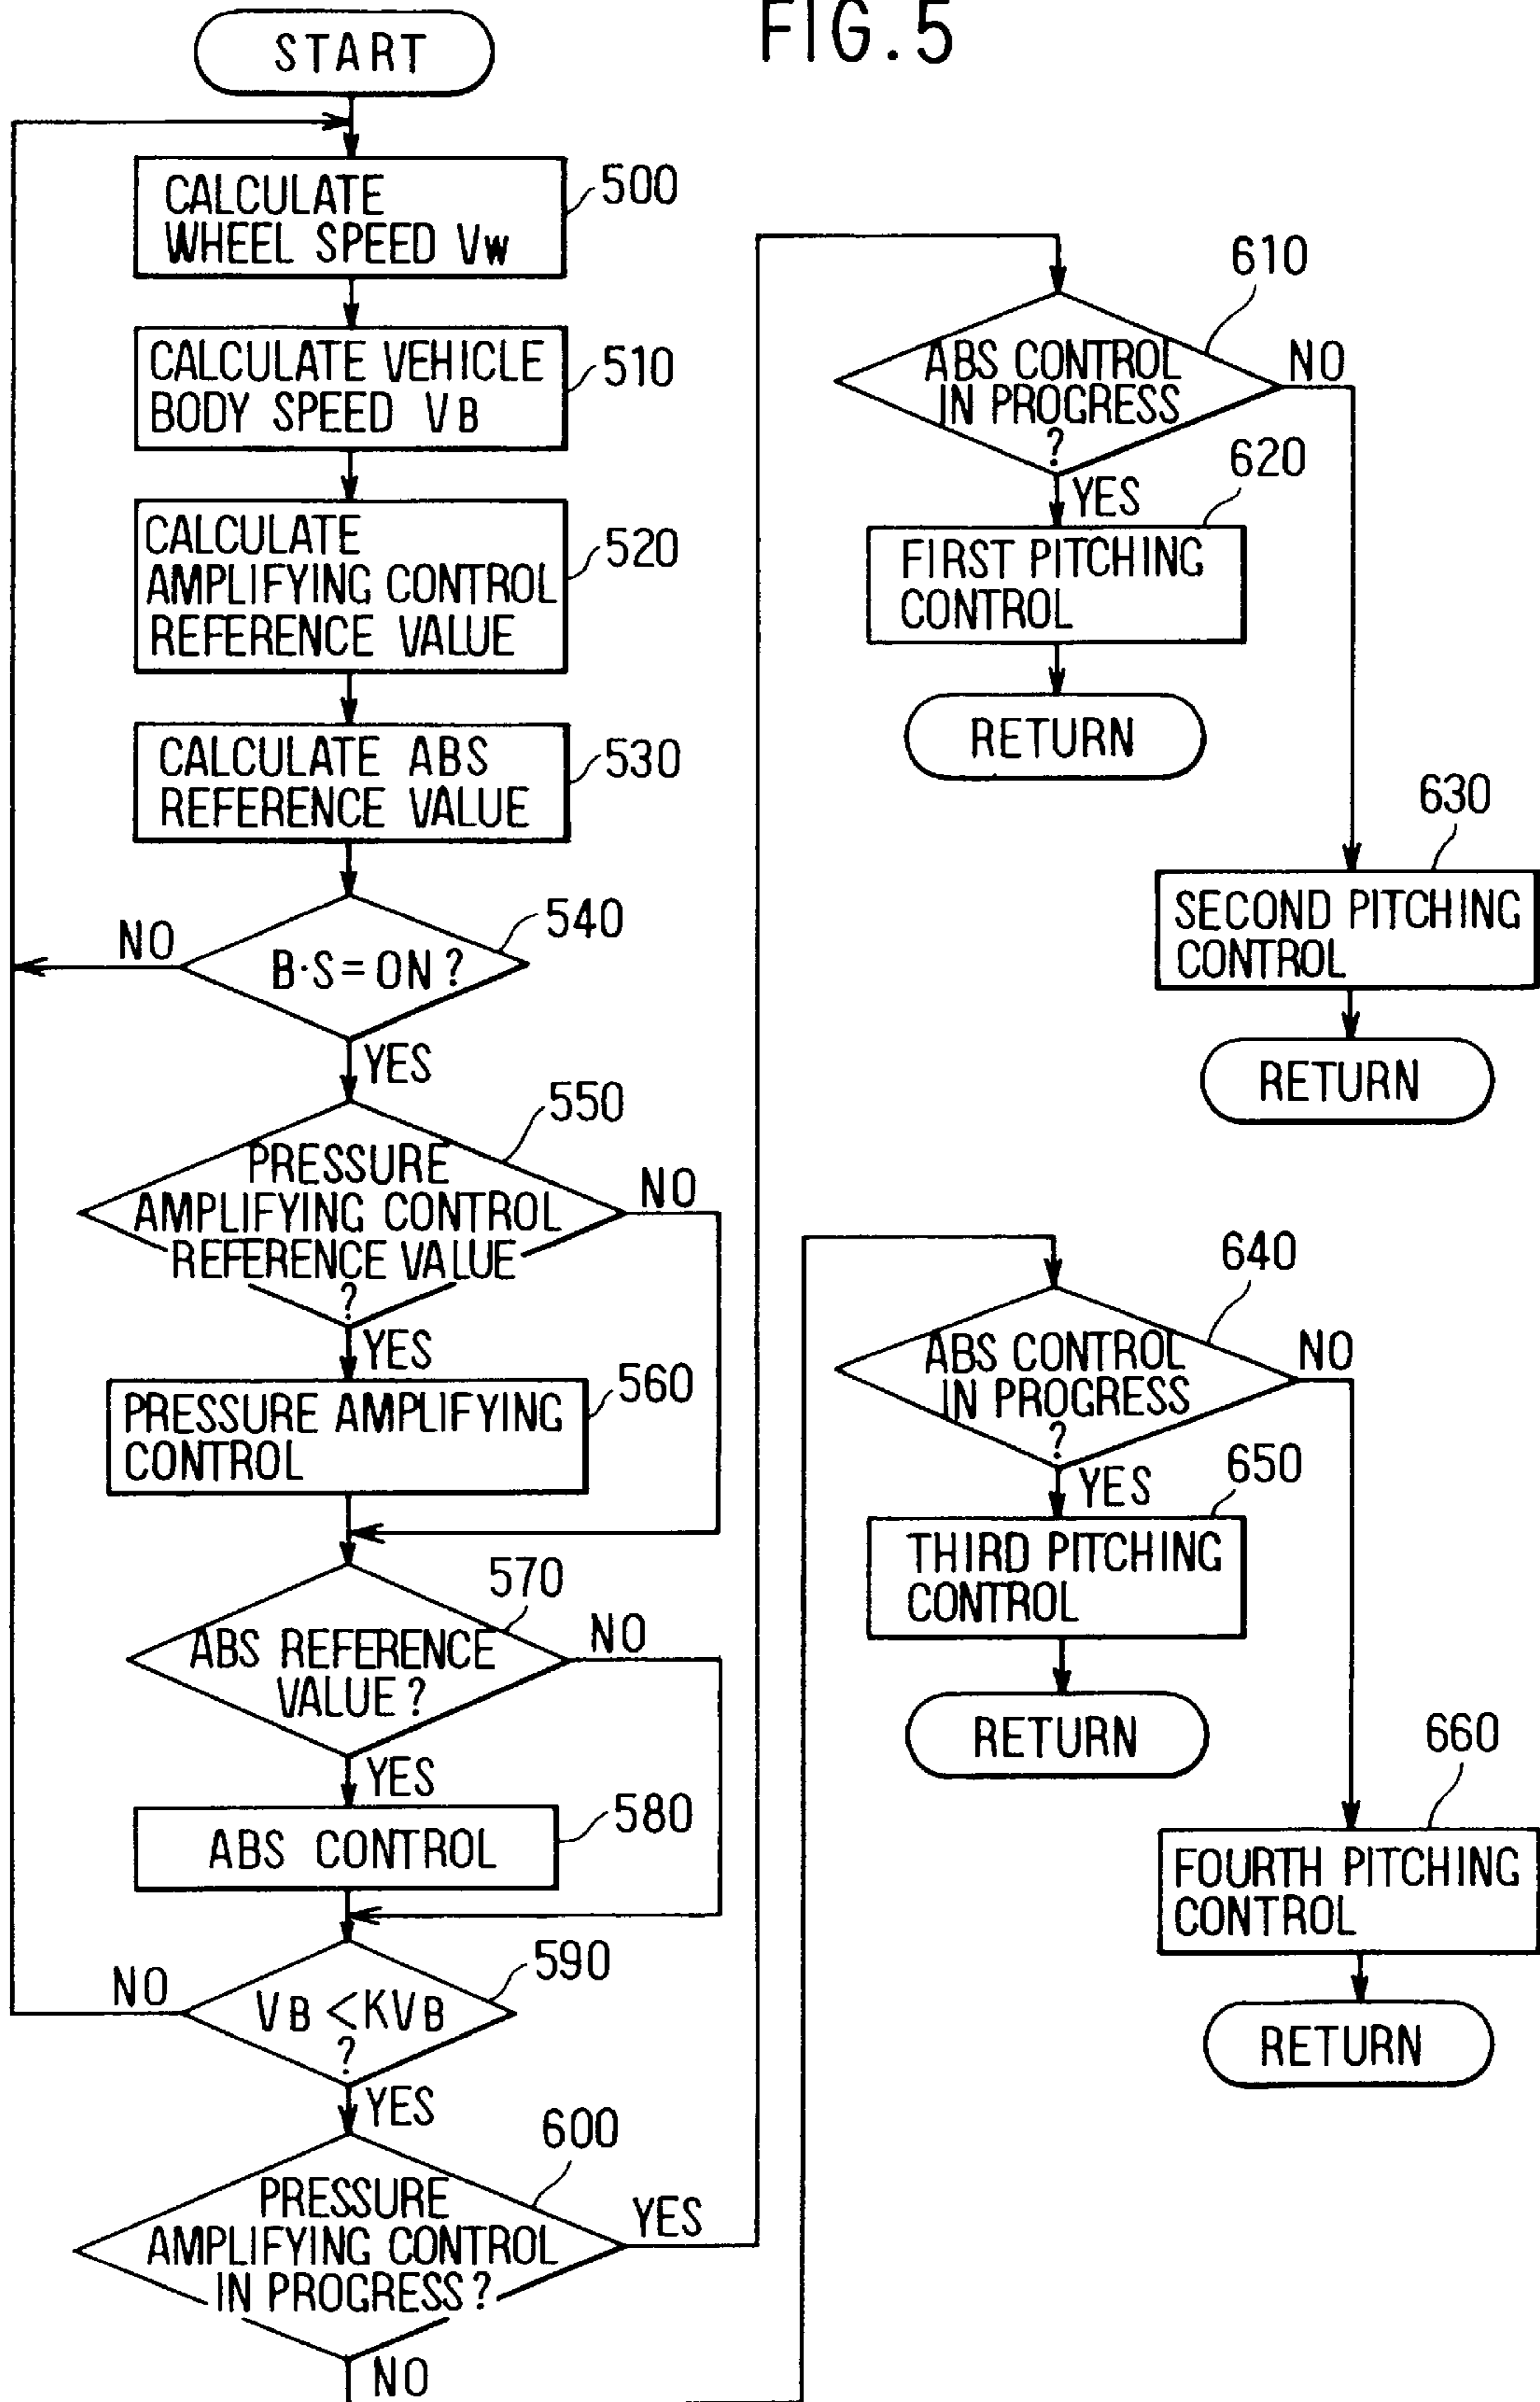 FIG.5
START
CALCULATE
WHEEL SPEED VW
500
CALCULATE VEHICLE
BODY SPEED VB
510
CALCULATE
AMPLIFYING CONTROL
REFERENCE VALUE
520
CALCULATE ABS
REFERENCE VALUE
530
B·S=ON?
540
NO
YES
PRESSURE
AMPLIFYING CONTROL
REFERENCE VALUE
?
550
NO
YES
PRESSURE AMPLIFYING
CONTROL
560
ABS REFERENCE
VALUE?
570
NO
YES
ABS CONTROL
580
VB<KVB
?
590
NO
YES
PRESSURE
AMPLIFYING CONTROL
IN PROGRESS?
600
YES
NO
ABS CONTROL
IN PROGRESS
?
610
NO
YES
FIRST PITCHING
CONTROL
620
RETURN
SECOND PITCHING
CONTROL
630
RETURN
ABS CONTROL
IN PROGRESS
?
640
NO
YES
THIRD PITCHING
CONTROL
650
RETURN
FOURTH PITCHING
CONTROL
660
RETURN